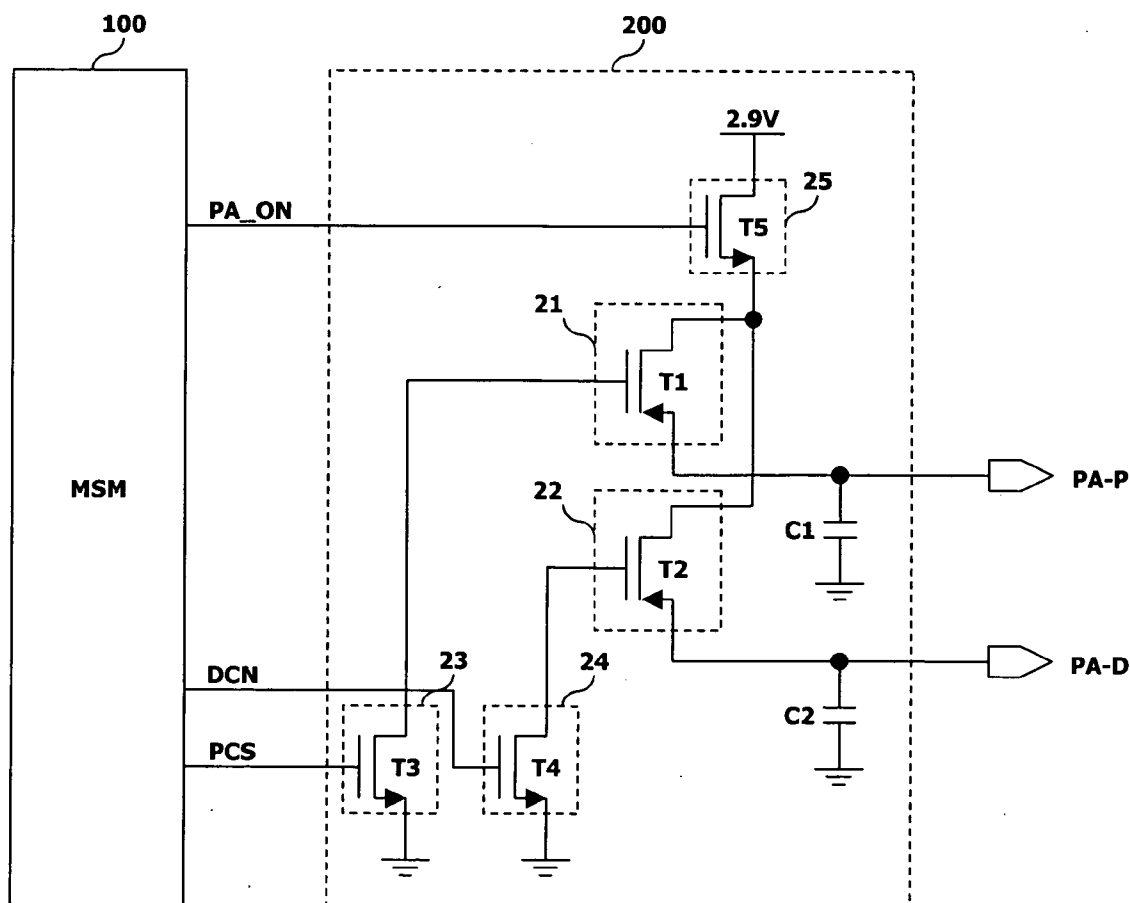 100
200
2.9V
25
PA_ON
T5
21
T1
MSM
PA-P
22
C1
T2
DCN
23
24
PA-D
C2
PCS
T3
T4